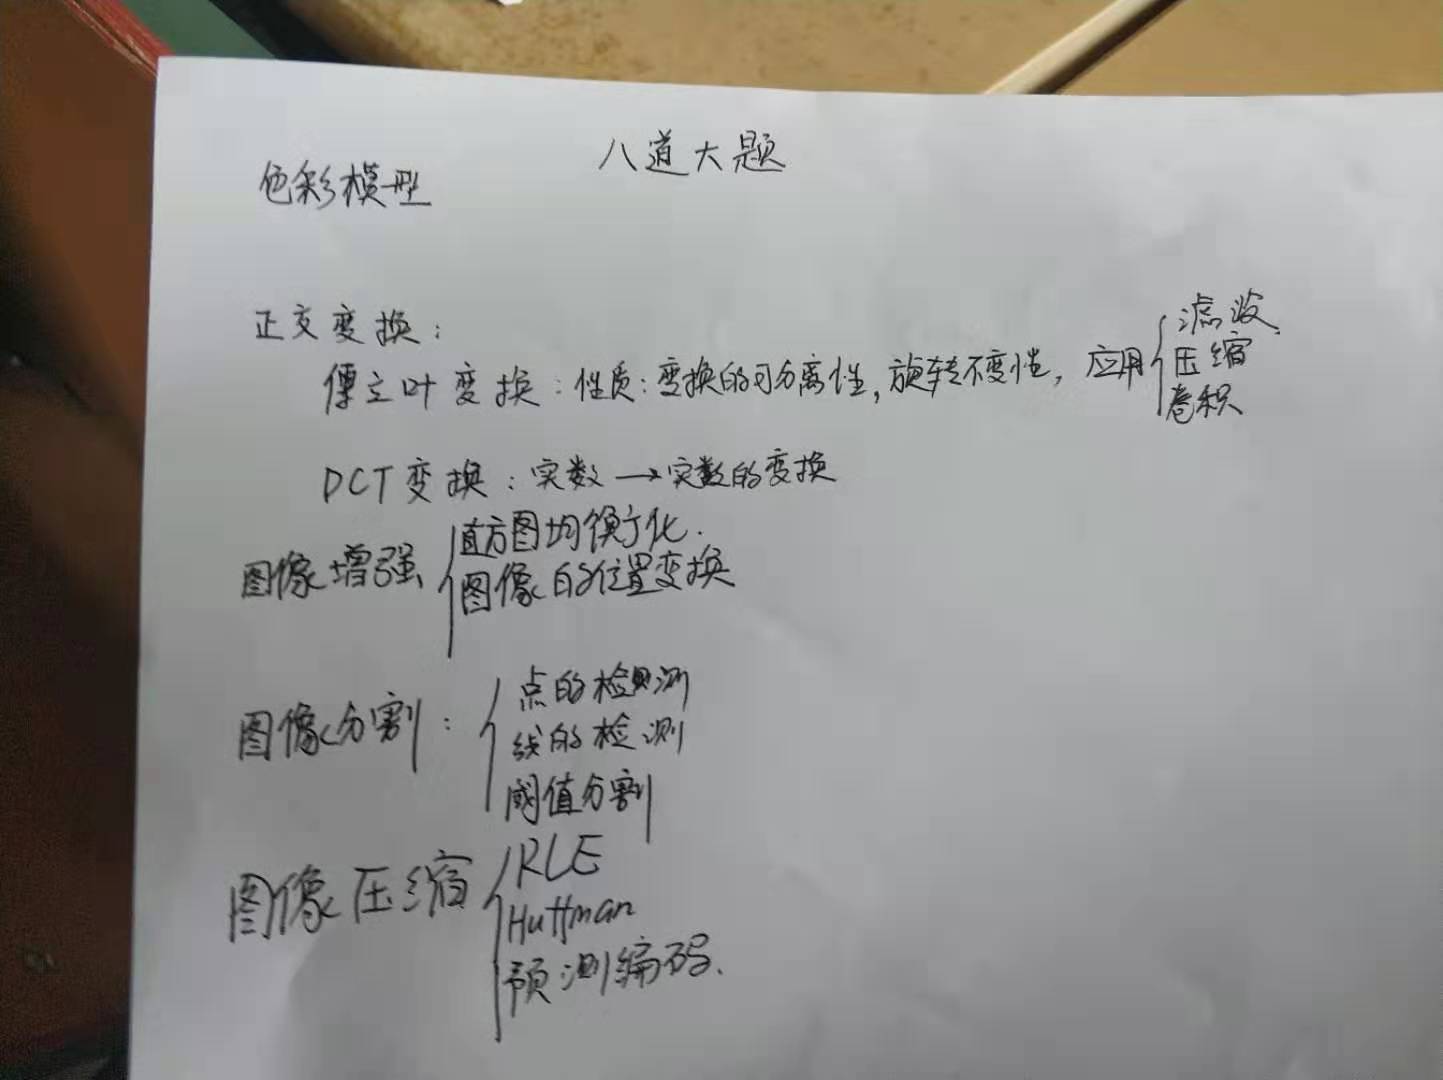 八道大题
色彩模型
正交变换：
傅立叶变换：性质：变换的可分离性，旋转不变性，应用
滤波
压缩
卷积
DCT变换：实数→实数的变换
图像增强
直方图均衡化.
图像的位置变换
图像分割：
点的检测
线的检测
阈值分割
图像压缩
RLE
Huffman
预测编码.